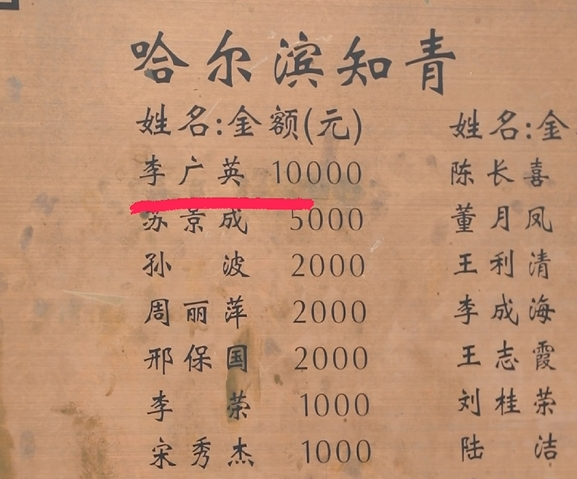 哈尔滨知青
姓名:金额(元)
李广英 10000
苏景成 5000
孙 波 2000
周丽萍 2000
邢保国 2000
李 荣 1000
宋秀杰 1000
姓名:金
陈长喜
董月凤
王利清
李成海
王志霞
刘桂荣
陆 洁